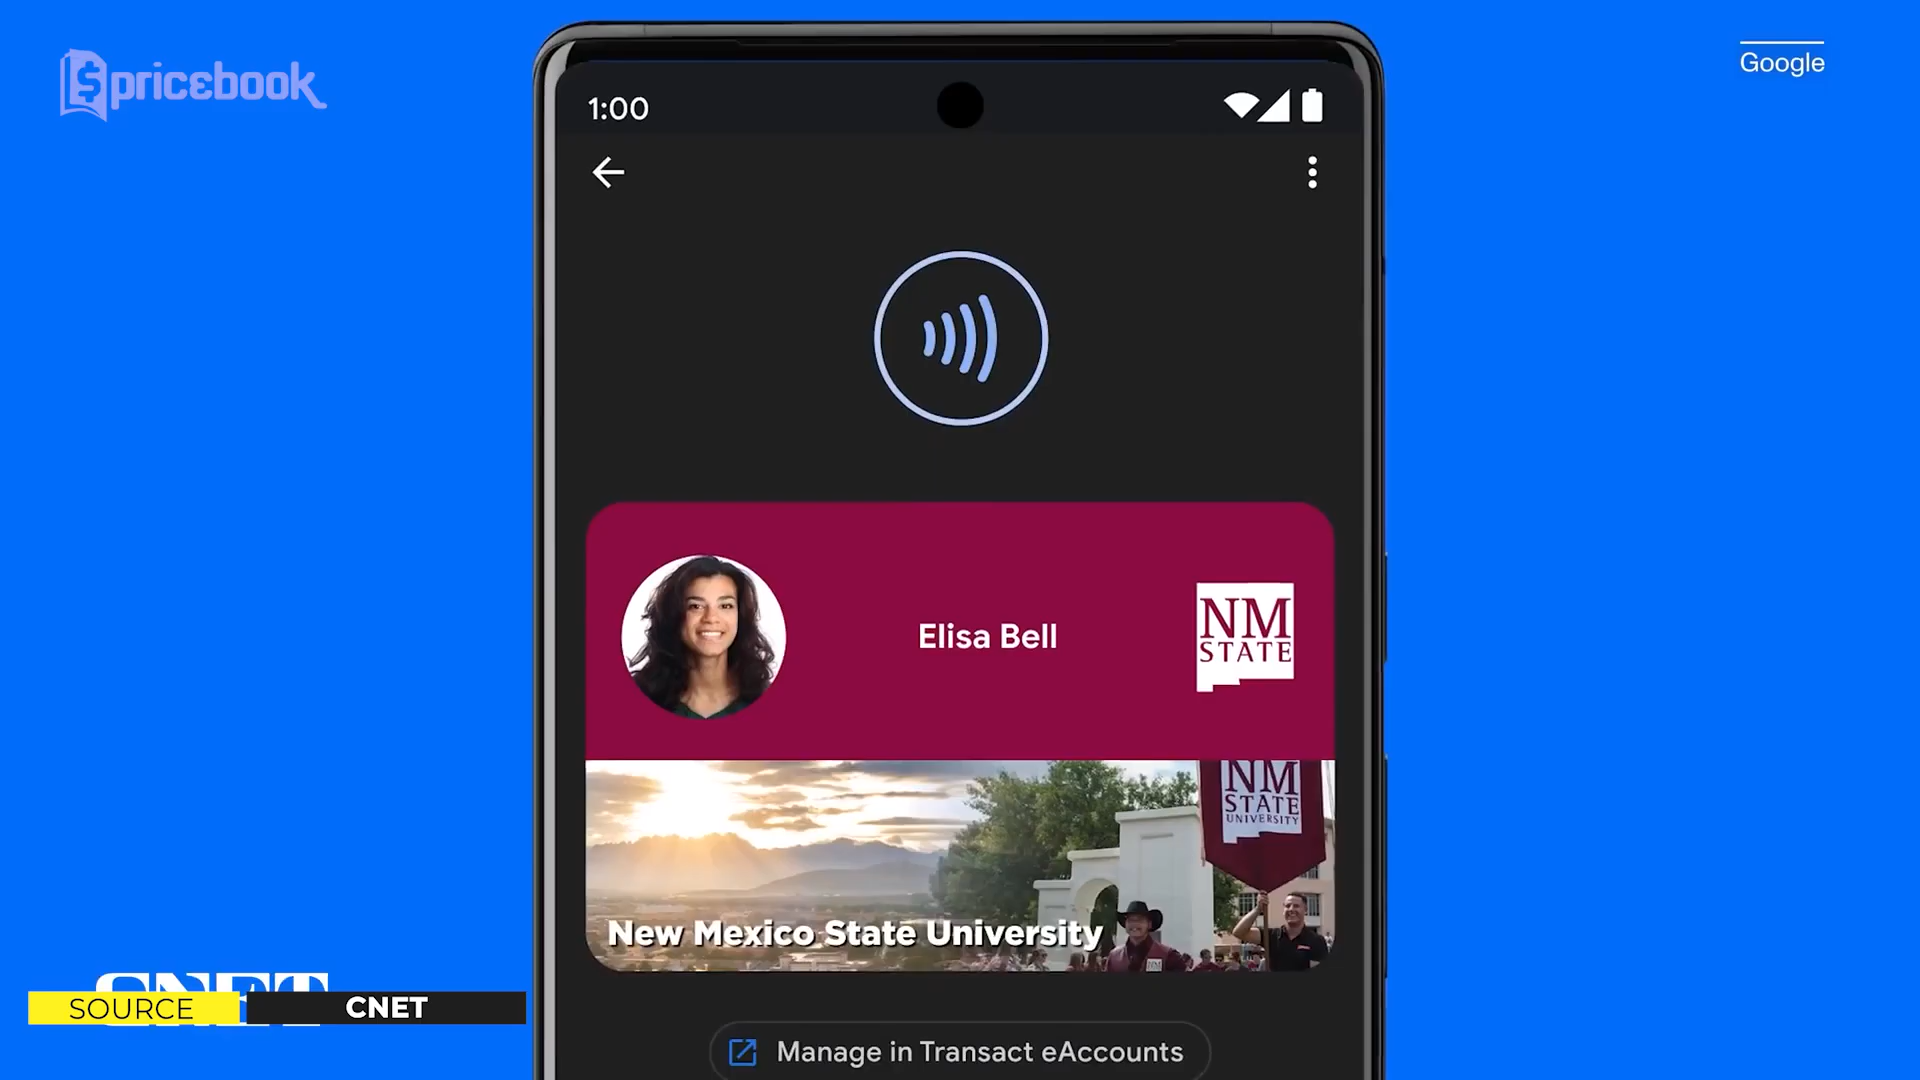 pricebook
Google
1:00
Elisa Bell
NM
STATE
NM
STATE
UNIVERSITY
New Mexico State University
CNET
SOURCE
CNET
Manage in Transact eAccounts